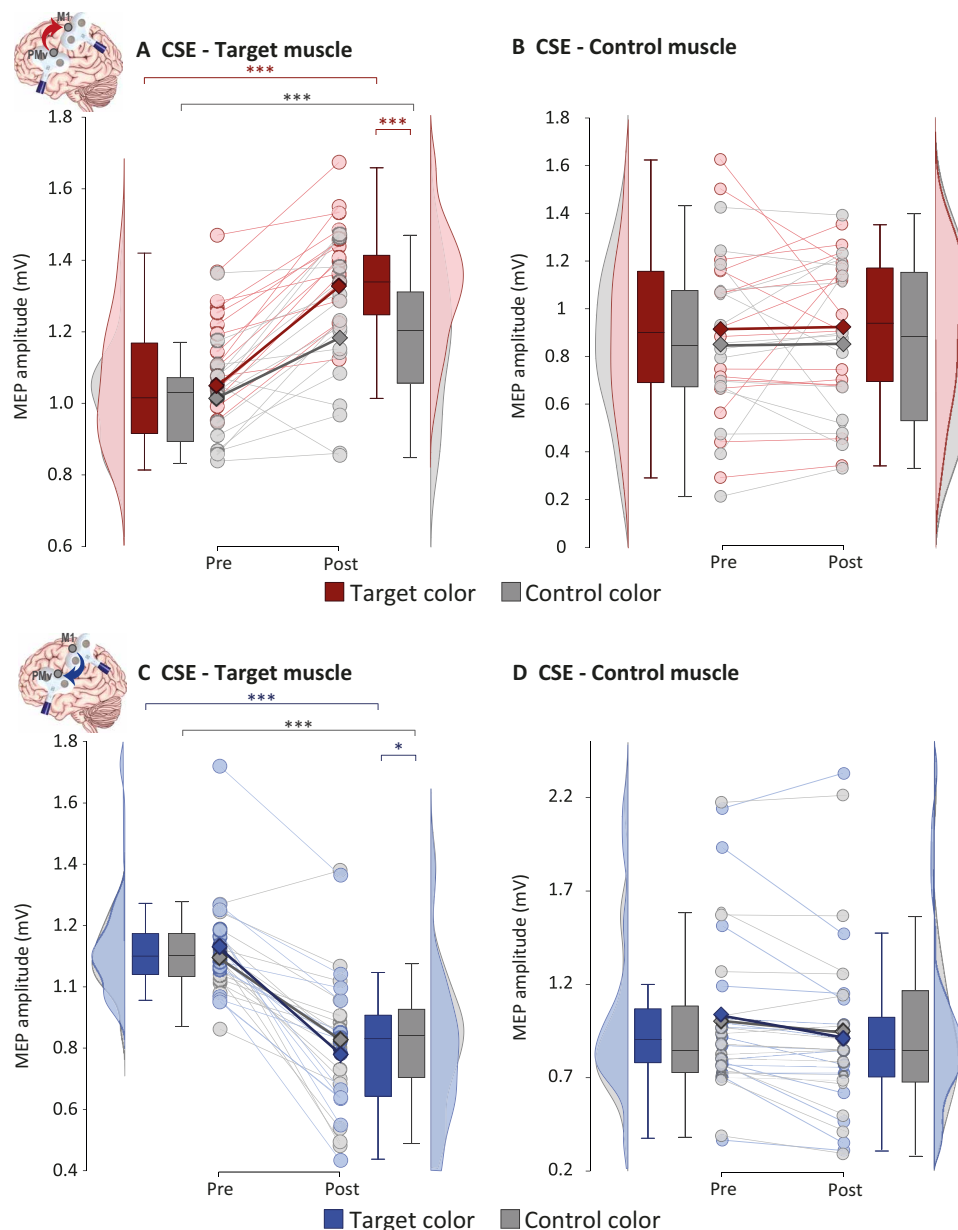 M1
PMv
A CSE - Target muscle
B CSE - Control muscle
***
***
***
MEP amplitude (mV)
1.8
1.6
1.4
1.2
1.0
0.8
0.6
Pre
Post
MEP amplitude (mV)
1.8
1.6
1.4
1.2
1
0.8
0.6
0.4
0.2
0
Pre
Post
Target color
Control color
M1
PMv
C CSE - Target muscle
D CSE - Control muscle
***
***
*
MEP amplitude (mV)
1.8
1.6
1.4
1.2
1.1
0.8
0.6
0.4
Pre
Post
MEP amplitude (mV)
2.2
1.7
1.2
0.7
0.2
Pre
Post
Target color
Control color